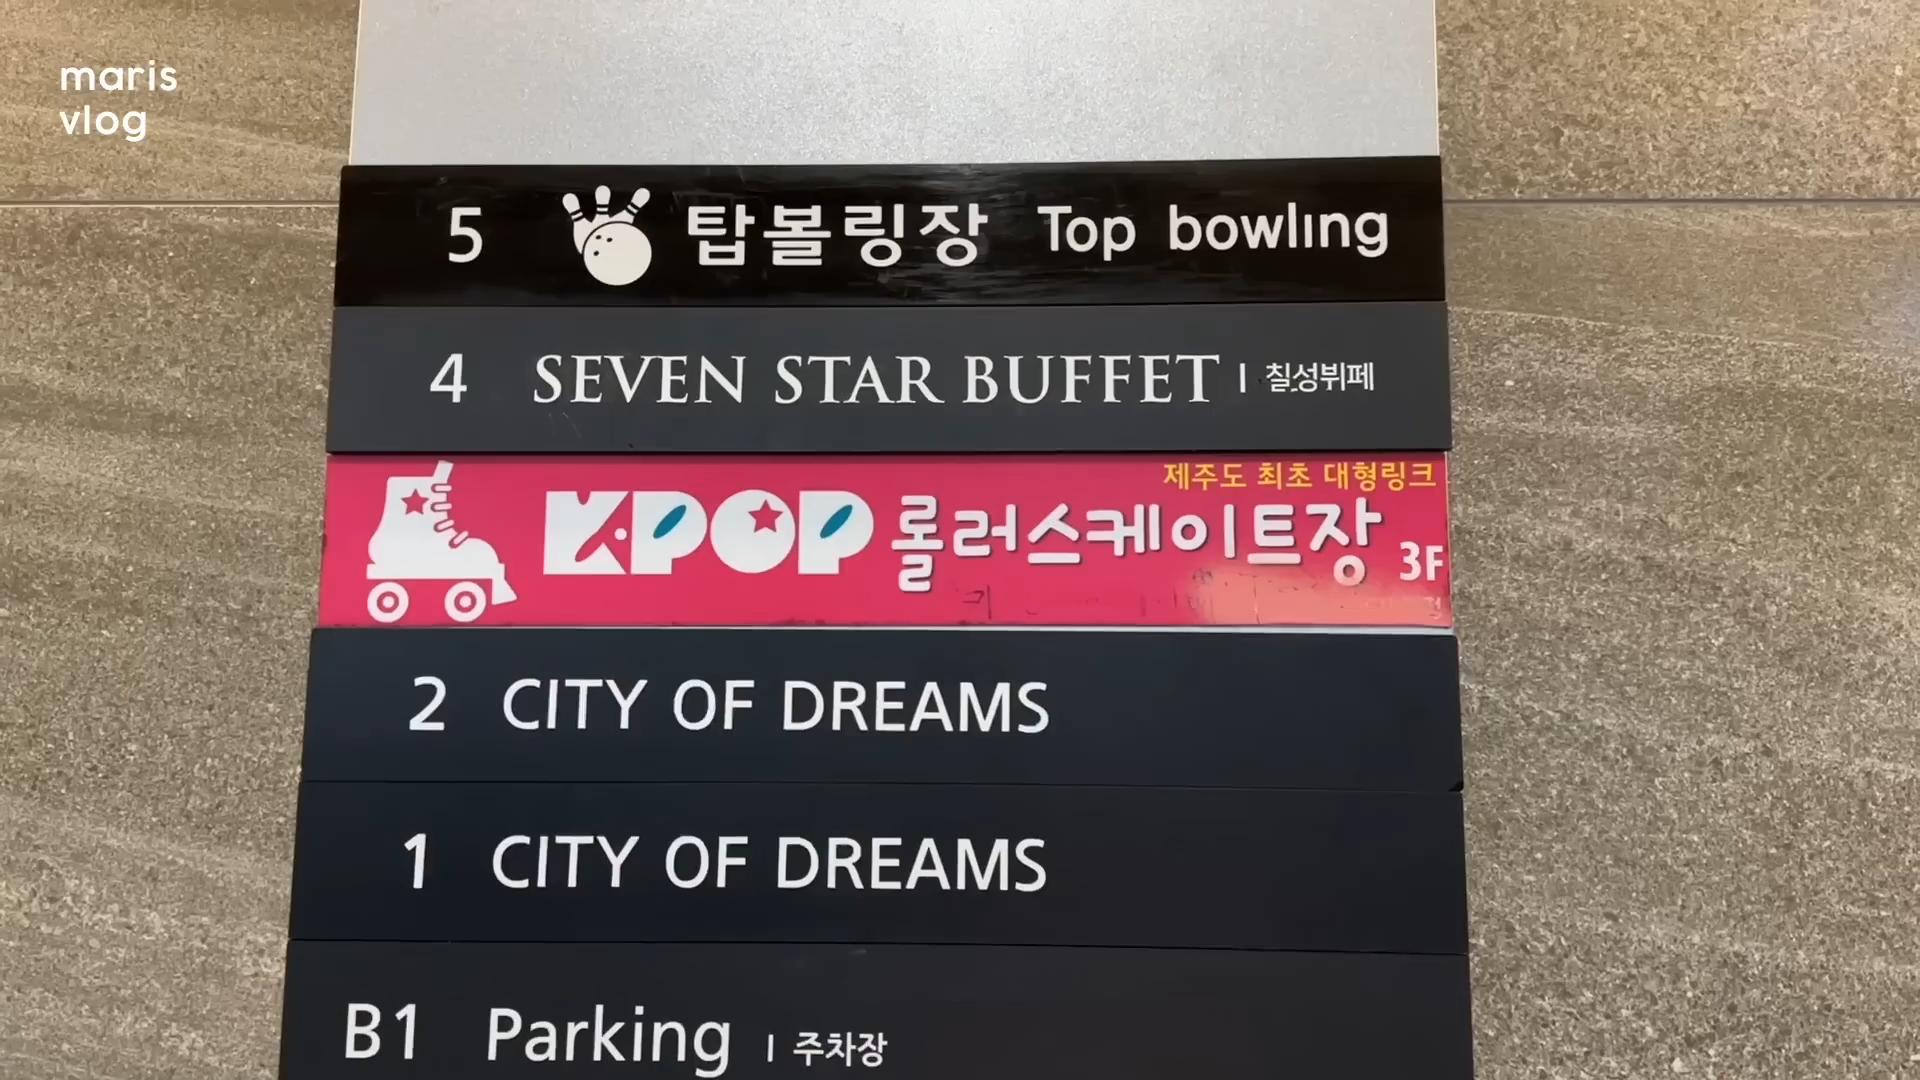 maris
vlog
5 탑볼링장 Top bowling
4 SEVEN STAR BUFFET | 칠성뷔페
제주도 최초 대형링크
KPOP 롤러스케이트장 3F
2 CITY OF DREAMS
1 CITY OF DREAMS
B1 Parking | 주차장